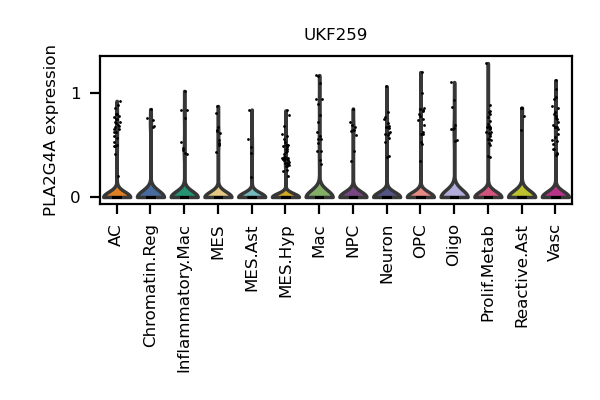 UKF259
PLA2G4A expression
1
0
AC
Chromatin.Reg
Inflammatory.Mac
MES
MES.Ast
MES.Hyp
Mac
NPC
Neuron
OPC
Oligo
Prolif.Metab
Reactive.Ast
Vasc